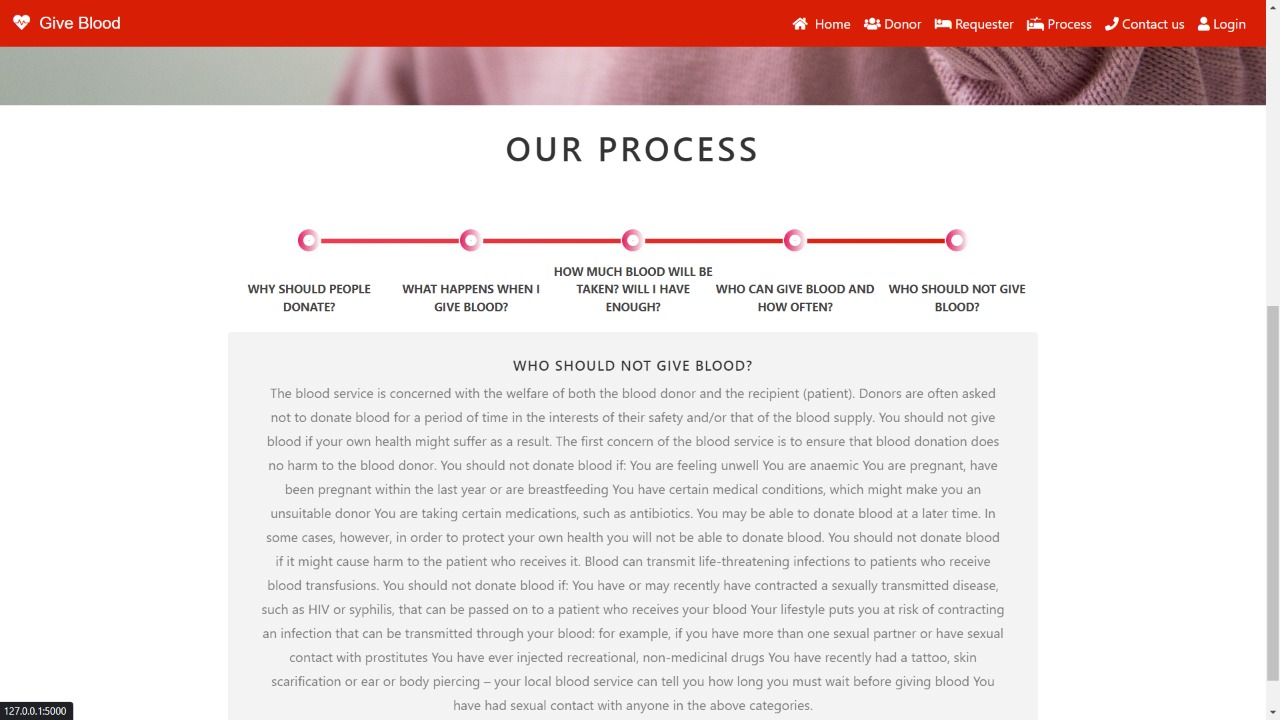 Give Blood
Home Donor Requester Process Contact us Login
OUR PROCESS
WHY SHOULD PEOPLE
DONATE?
WHAT HAPPENS WHEN I
GIVE BLOOD?
HOW MUCH BLOOD WILL BE
TAKEN? WILL I HAVE
ENOUGH?
WHO CAN GIVE BLOOD AND
HOW OFTEN?
WHO SHOULD NOT GIVE
BLOOD?
WHO SHOULD NOT GIVE BLOOD?
The blood service is concerned with the welfare of both the blood donor and the recipient (patient). Donors are often asked
not to donate blood for a period of time in the interests of their safety and/or that of the blood supply. You should not give
blood if your own health might suffer as a result. The first concern of the blood service is to ensure that blood donation does
no harm to the blood donor. You should not donate blood if: You are feeling unwell You are anaemic You are pregnant, have
been pregnant within the last year or are breastfeeding You have certain medical conditions, which might make you an
unsuitable donor You are taking certain medications, such as antibiotics. You may be able to donate blood at a later time. In
some cases, however, in order to protect your own health you will not be able to donate blood. You should not donate blood
if it might cause harm to the patient who receives it. Blood can transmit life-threatening infections to patients who receive
blood transfusions. You should not donate blood if: You have or may recently have contracted a sexually transmitted disease,
such as HIV or syphilis, that can be passed on to a patient who receives your blood Your lifestyle puts you at risk of contracting
an infection that can be transmitted through your blood: for example, if you have more than one sexual partner or have sexual
contact with prostitutes You have ever injected recreational, non-medicinal drugs You have recently had a tattoo, skin
scarification or ear or body piercing – your local blood service can tell you how long you must wait before giving blood You
have had sexual contact with anyone in the above categories.
127.0.0.1:5000